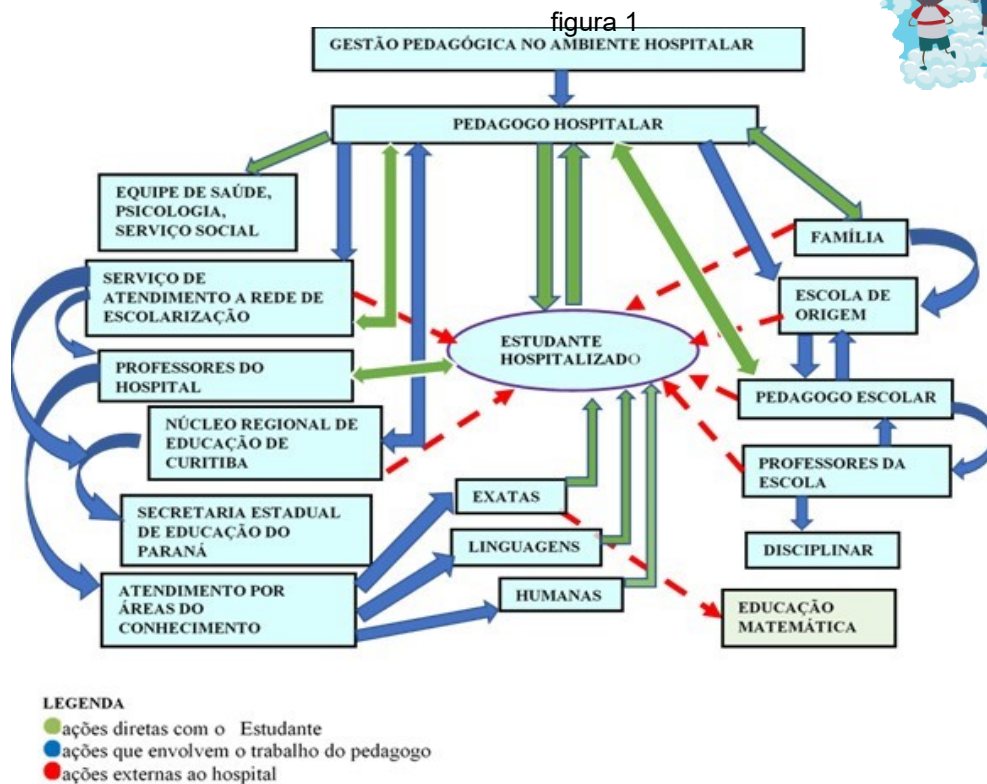 figura 1
GESTÃO PEDAGÓGICA NO AMBIENTE HOSPITALAR
PEDAGOGO HOSPITALAR
EQUIPE DE SAÚDE,
PSICOLOGIA,
SERVIÇO SOCIAL
FAMÍLIA
SERVIÇO DE
ATENDIMENTO A REDE DE
ESCOLARIZAÇÃO
ESCOLA DE
ORIGEM
ESTUDANTE
HOSPITALIZADO
PROFESSORES DO
HOSPITAL
PEDAGOGO ESCOLAR
NÚCLEO REGIONAL DE
EDUCAÇÃO DE
CURITIBA
PROFESSORES DA
ESCOLA
EXATAS
SECRETARIA ESTADUAL
DE EDUCAÇÃO DO
PARANÁ
LINGUAGENS
DISCIPLINAR
ATENDIMENTO POR
ÁREAS DO
CONHECIMENTO
HUMANAS
EDUCAÇÃO
MATEMÁTICA
LEGENDA
ações diretas com o Estudante
ações que envolvem o trabalho do pedagogo
ações externas ao hospital